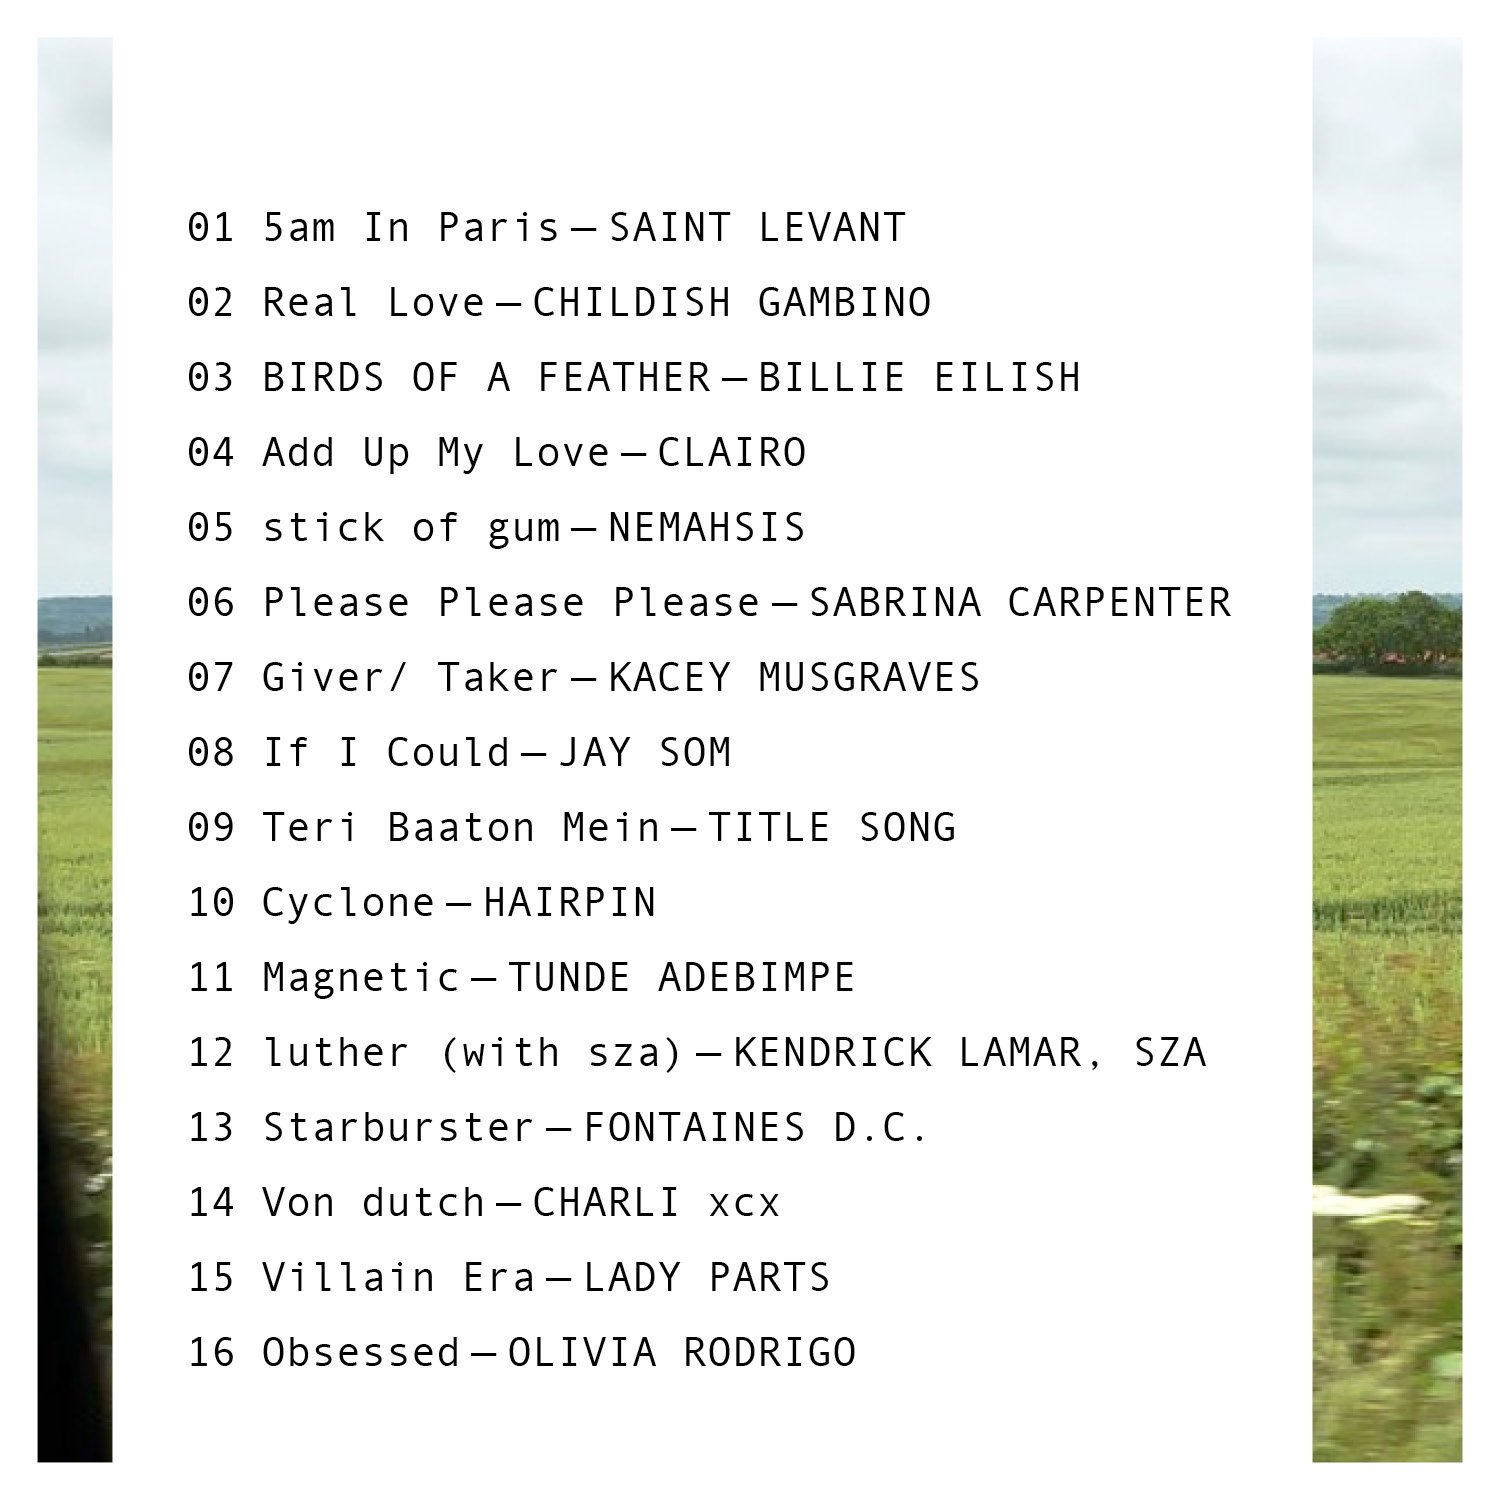 01 5am In Paris — SAINT LEVANT
02 Real Love — CHILDISH GAMBINO
03 BIRDS OF A FEATHER — BILLIE EILISH
04 Add Up My Love — CLAIRO
05 stick of gum — NEMAHSIS
06 Please Please Please — SABRINA CARPENTER
07 Giver/ Taker — KACEY MUSGRAVES
08 If I Could — JAY SOM
09 Teri Baaton Mein — TITLE SONG
10 Cyclone — HAIRPIN
11 Magnetic — TUNDE ADEBIMPE
12 luther (with sza) — KENDRICK LAMAR, SZA
13 Starburster — FONTAINES D.C.
14 Von dutch — CHARLI xcx
15 Villain Era — LADY PARTS
16 Obsessed — OLIVIA RODRIGO